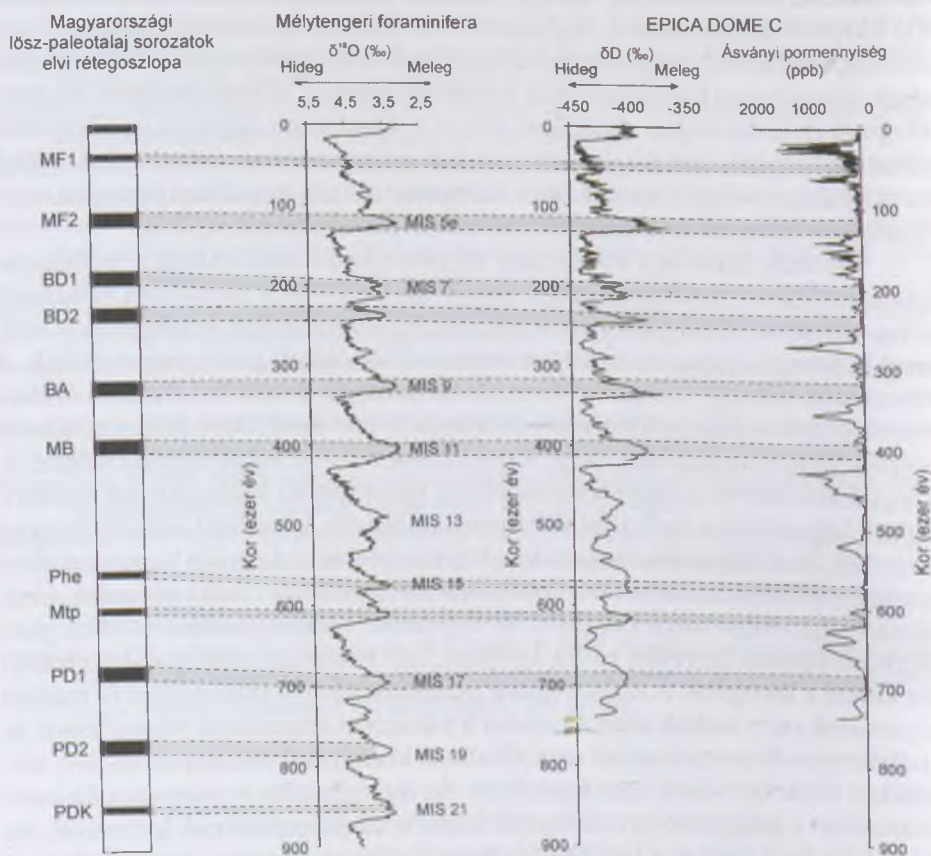 Magyarországi
lösz-paleotalaj sorozatok
elvi rétegoszlopa
Mélytengeri foraminifera
δ¹⁸O (‰)
Hideg Meleg
5,5 4,5 3,5 2,5
EPICA DOME C
δD (‰)
Hideg Meleg
-450 -400 -350
Ásványi pormennyiség
(ppb)
2000 1000 0
MF1
MF2
BD1
BD2
BA
MB
Phe
Mtp
PD1
PD2
PDK
0
100
200
300
400
500
600
700
800
900
Kor (ezer év)
MIS 5e
MIS 7
MIS 9
MIS 11
MIS 13
MIS 15
MIS 17
MIS 19
MIS 21
0
100
200
300
400
500
600
700
800
900
Kor (ezer év)
0
100
200
300
400
500
600
700
800
900
Kor (ezer év)